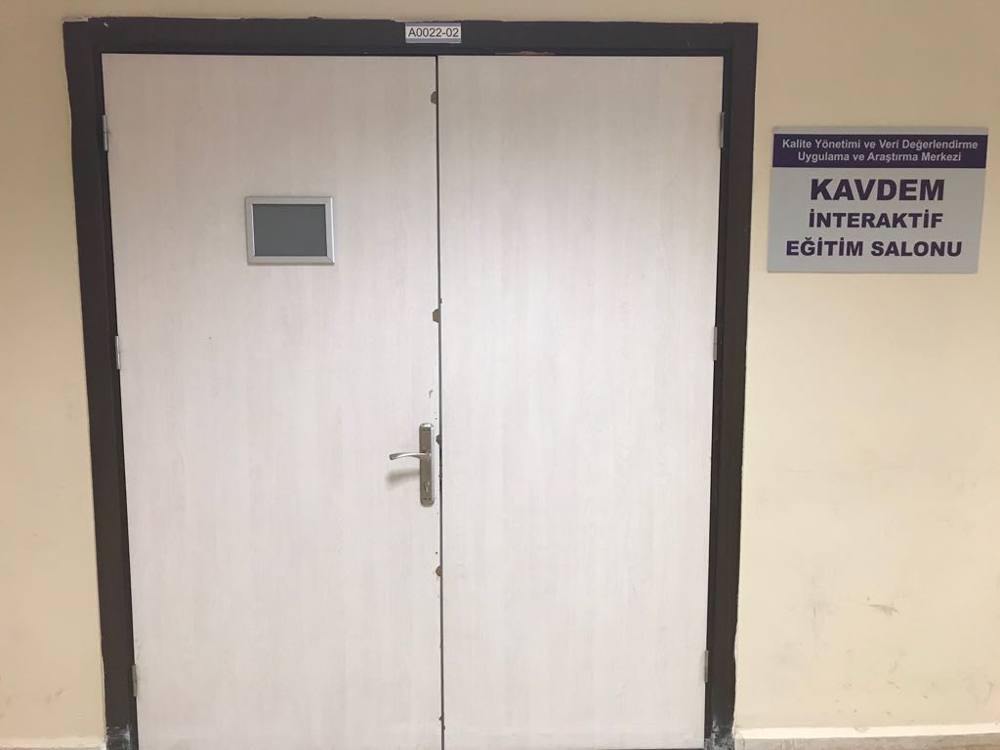 A0022-02
Kalite Yönetimi ve Veri Değerlendirme
Uygulama ve Araştırma Merkezi
KAVDEM
İNTERAKTİF
EĞİTİM SALONU